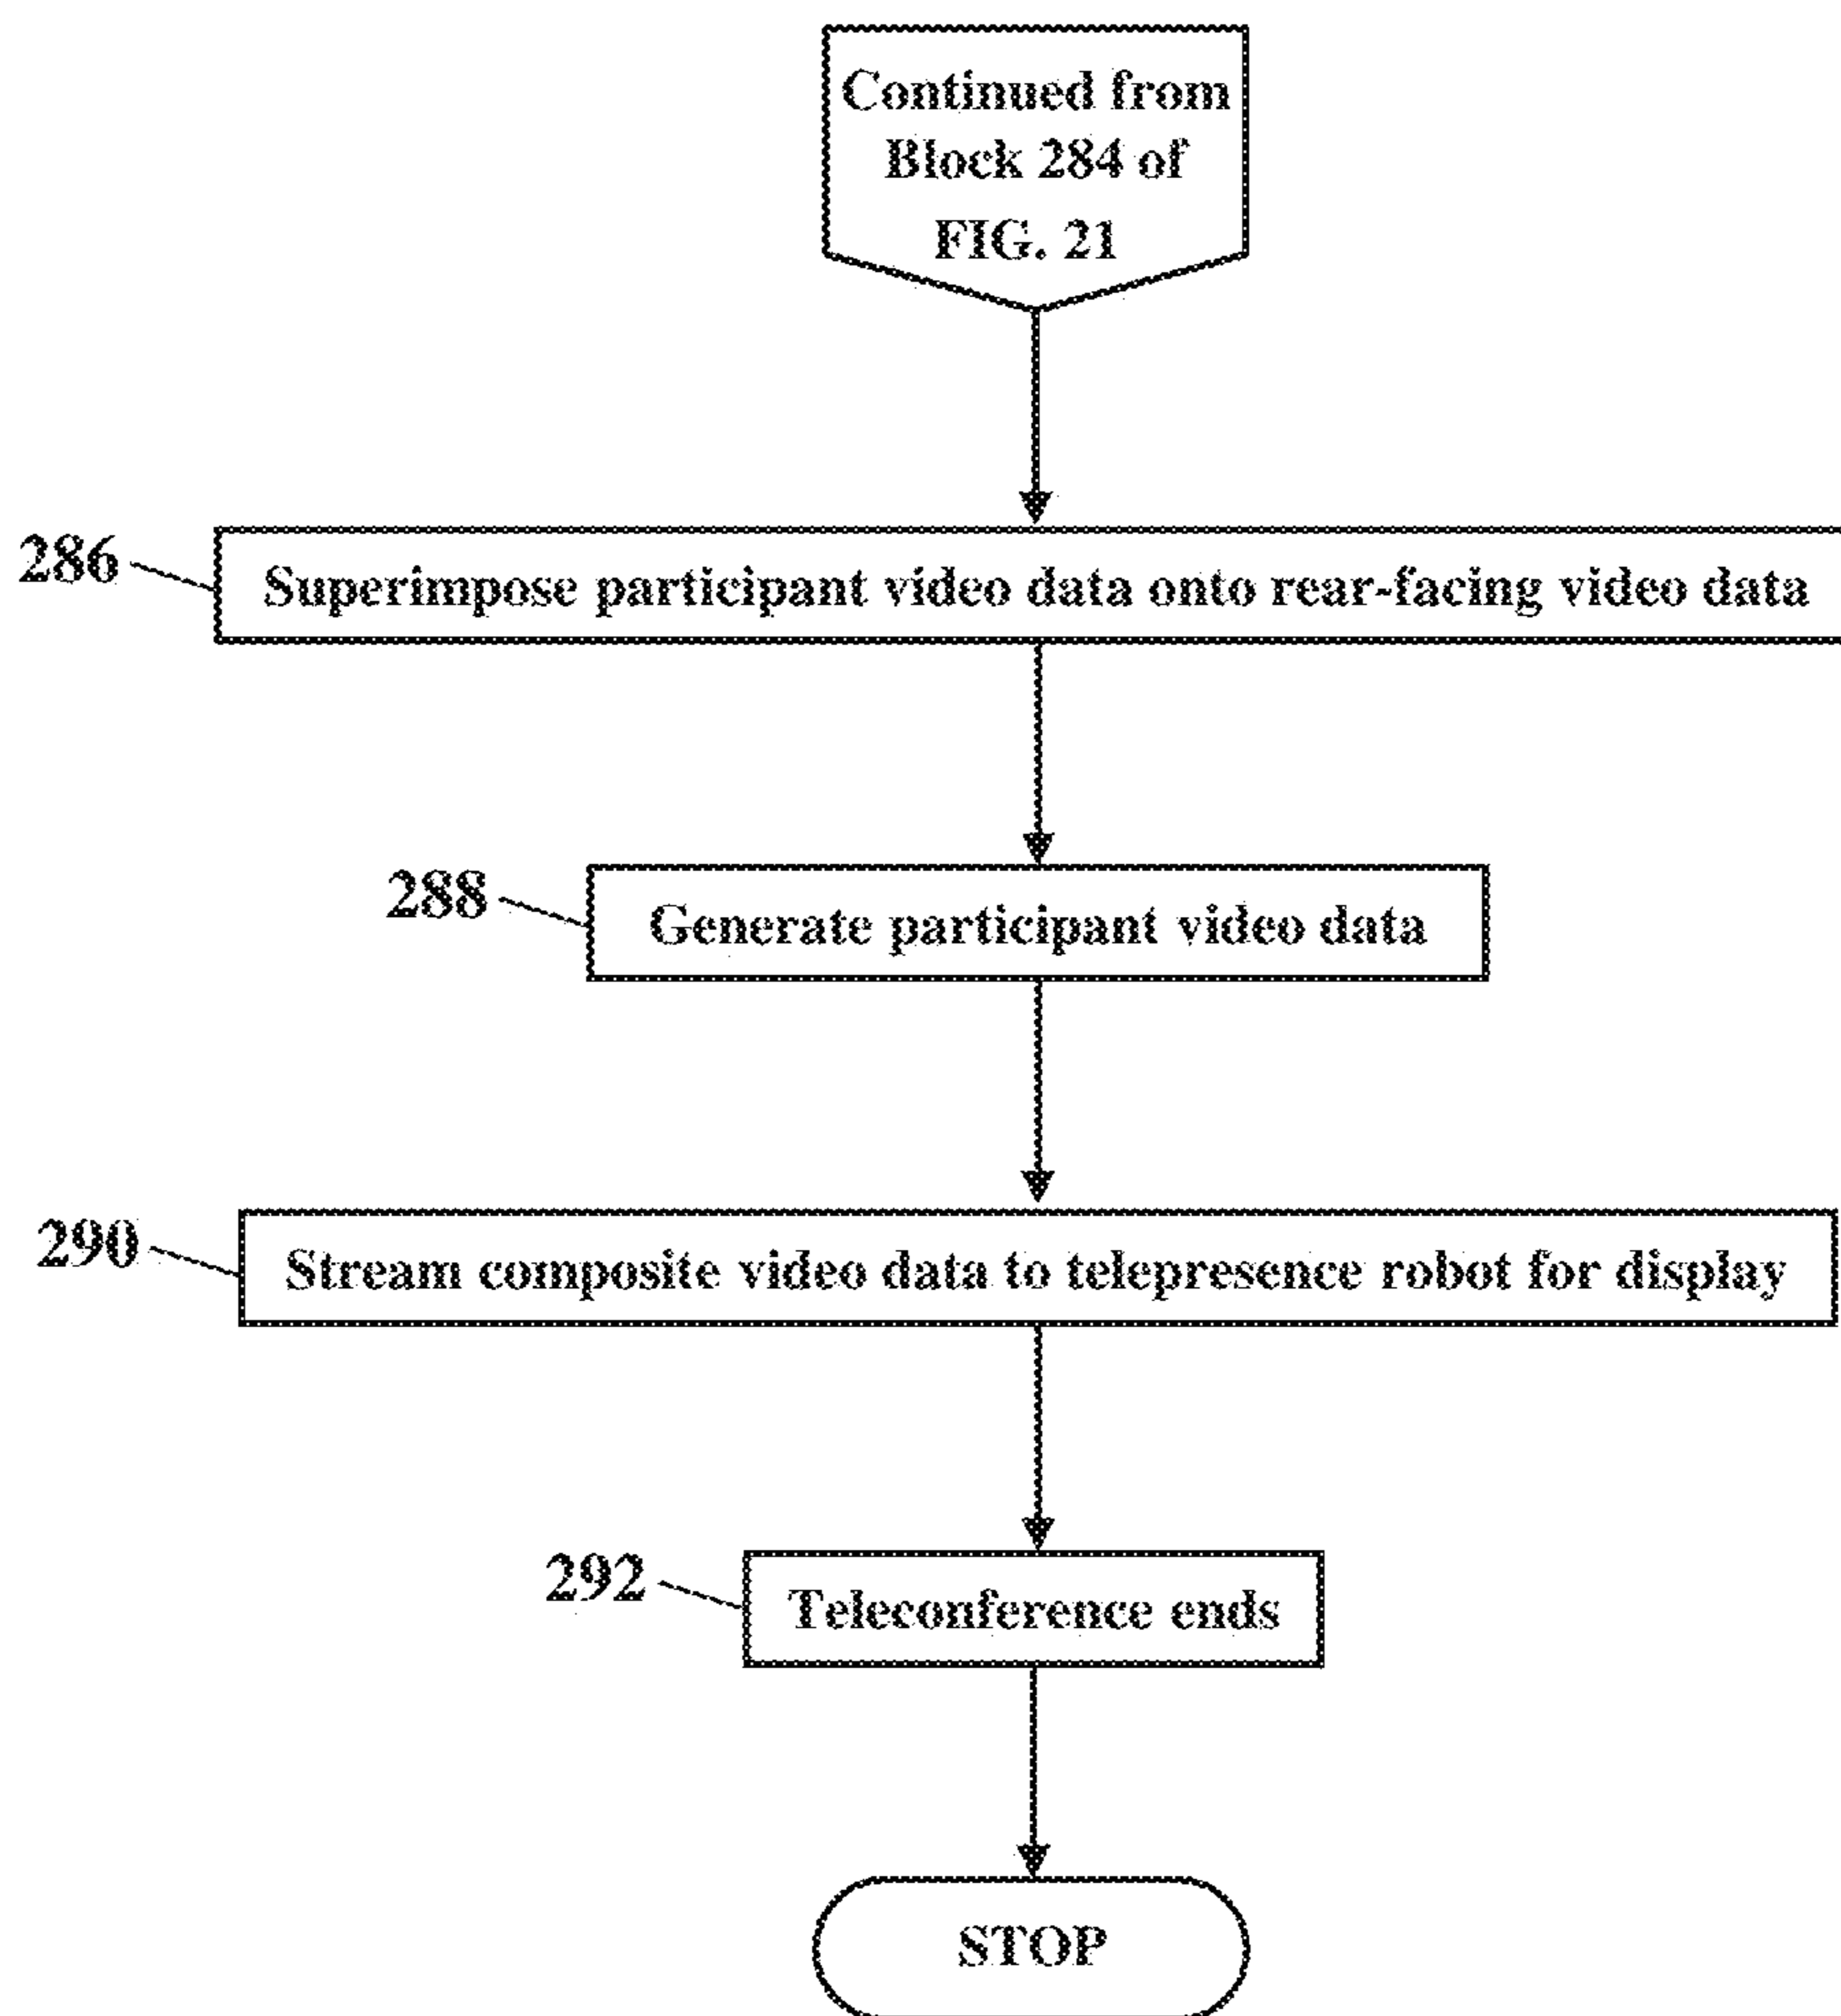 Continued from
Block 284 of
FIG. 21
286
Superimpose participant video data onto rear-facing video data
288
Generate participant video data
290
Stream composite video data to telepresence robot for display
292
Teleconference ends
STOP